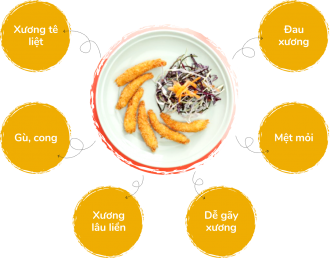 Xương tê
liệt
Đau
xương
Gù, cong
Mệt mỏi
Xương
lâu liền
Dễ gãy
xương